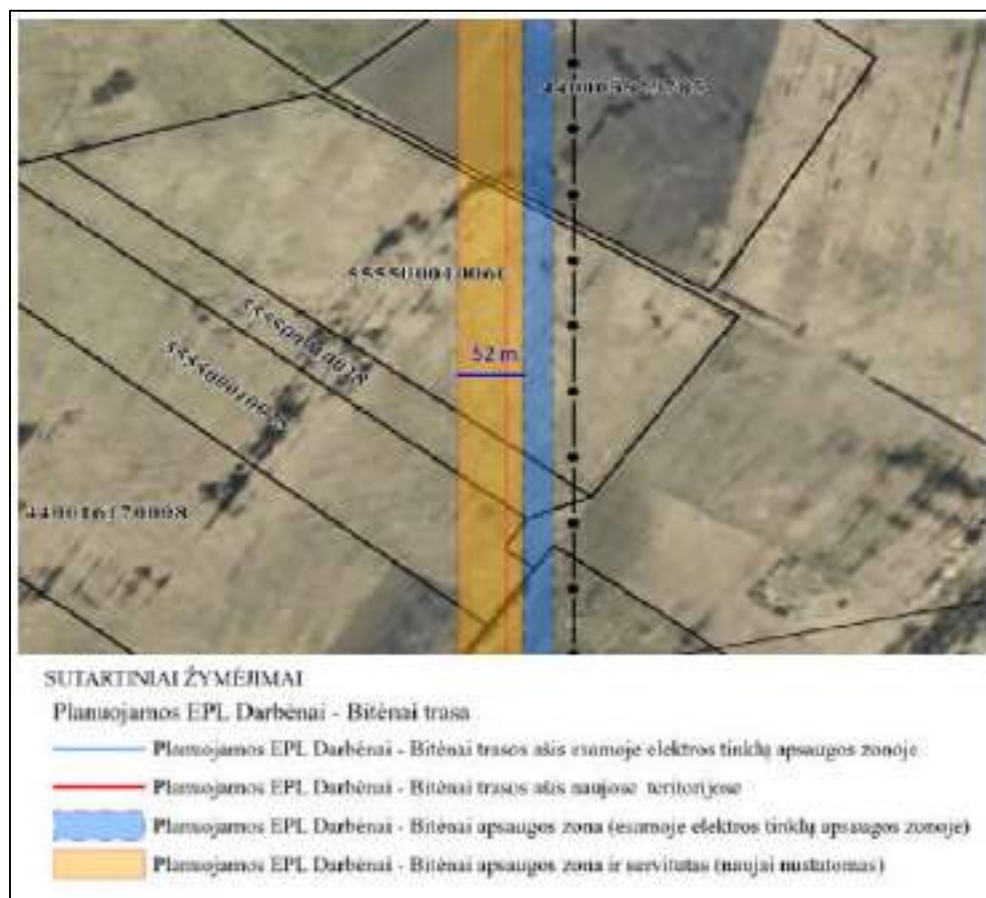 52 m
SUTARTINIAI ŽYMĖJIMAI
Planuojamos EPL Darbėnai - Bitėnai trasa
Planuojamos EPL Darbėnai - Bitėnai trasos ašis esamoje elektros tinklų apsaugos zonoje
Planuojamos EPL Darbėnai - Bitėnai trasos ašis naujose teritorijose
Planuojamos EPL Darbėnai - Bitėnai apsaugos zona (esamoje elektros tinklų apsaugos zonoje)
Planuojamos EPL Darbėnai - Bitėnai apsaugos zona ir servitutas (naujai nustatomas)